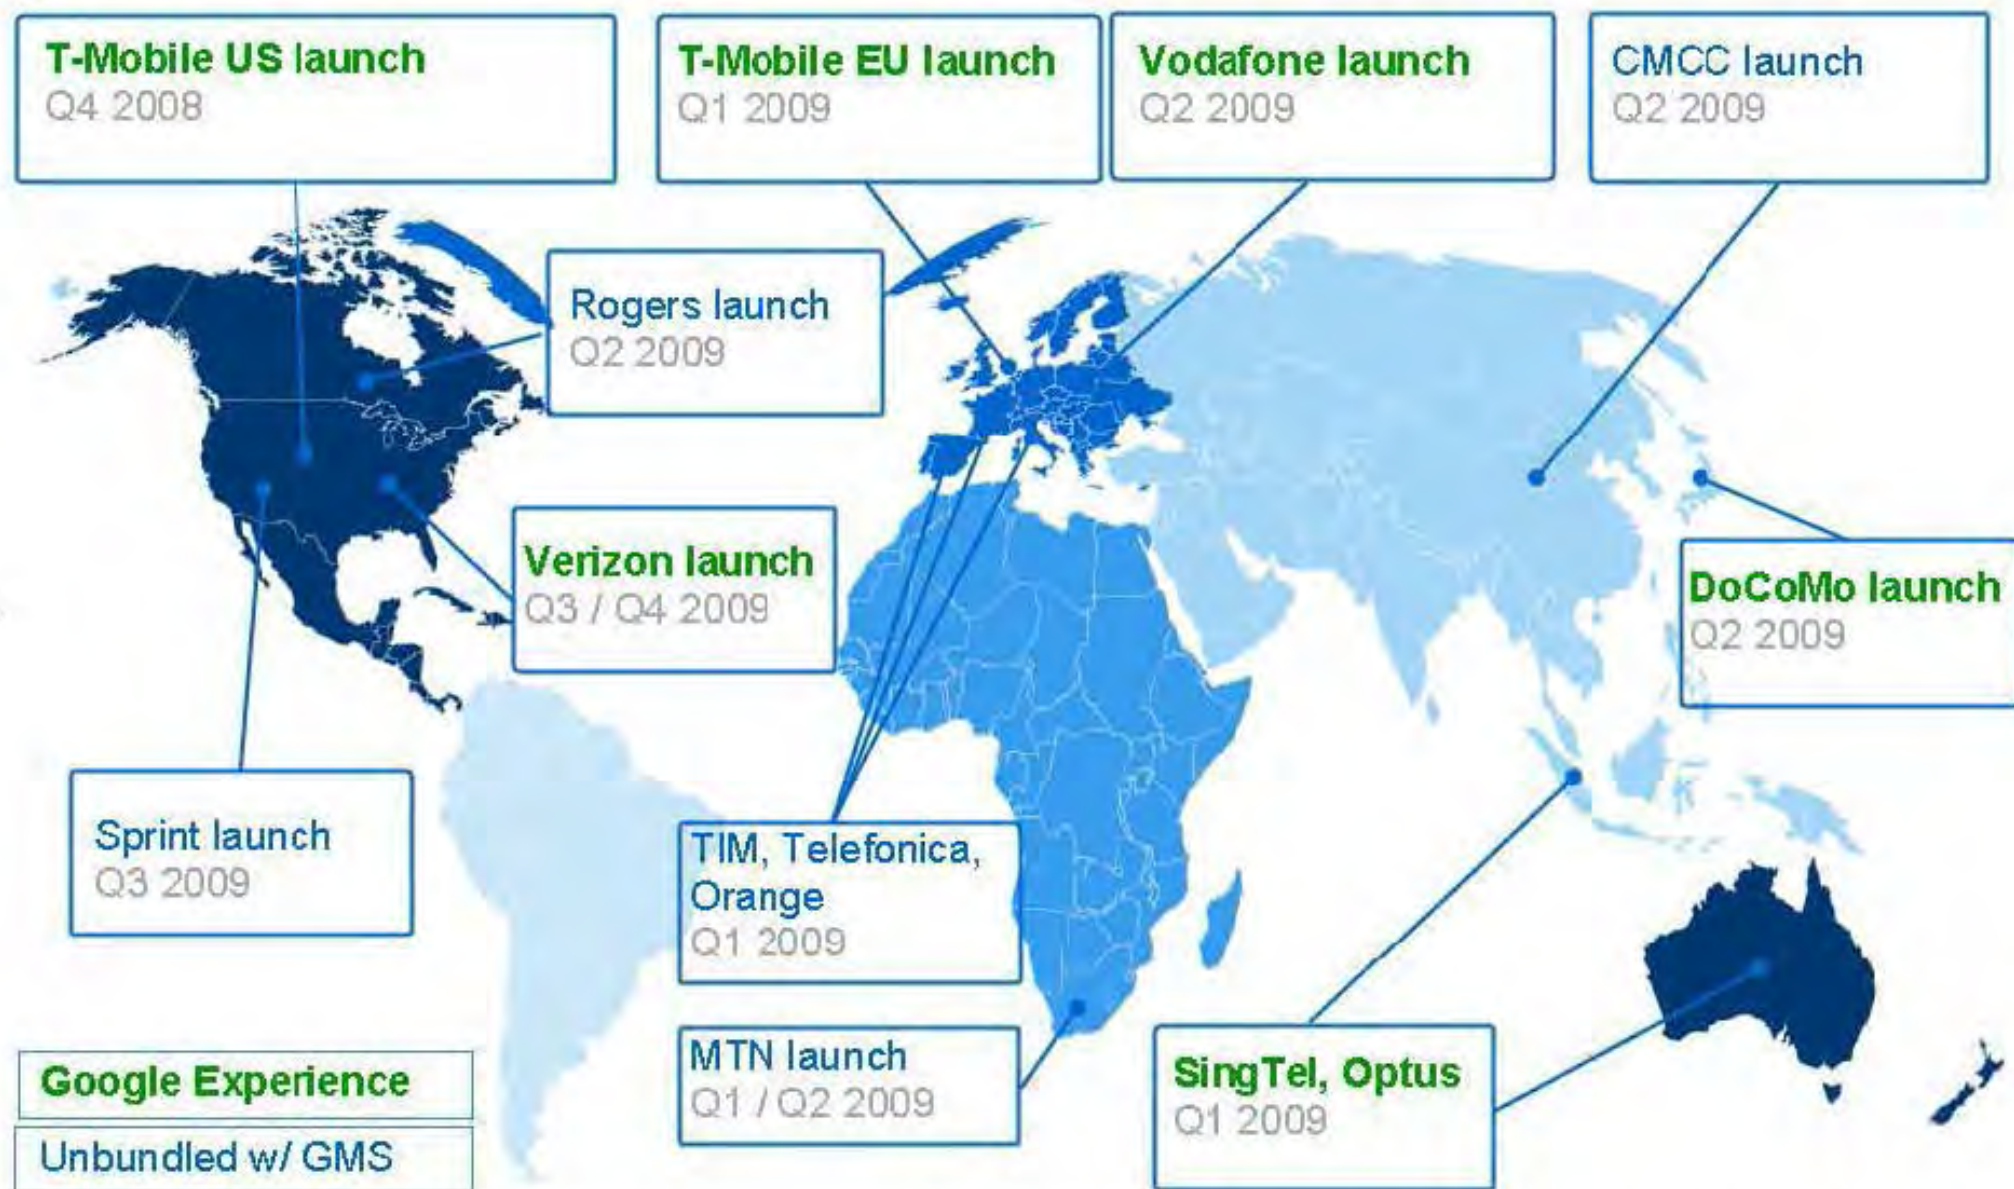 T-Mobile US launch
Q4 2008
T-Mobile EU launch
Q1 2009
Vodafone launch
Q2 2009
CMCC launch
Q2 2009
Rogers launch
Q2 2009
Verizon launch
Q3 / Q4 2009
DoCoMo launch
Q2 2009
Sprint launch
Q3 2009
TIM, Telefonica,
Orange
Q1 2009
MTN launch
Q1 / Q2 2009
SingTel, Optus
Q1 2009
Google Experience
Unbundled w/ GMS